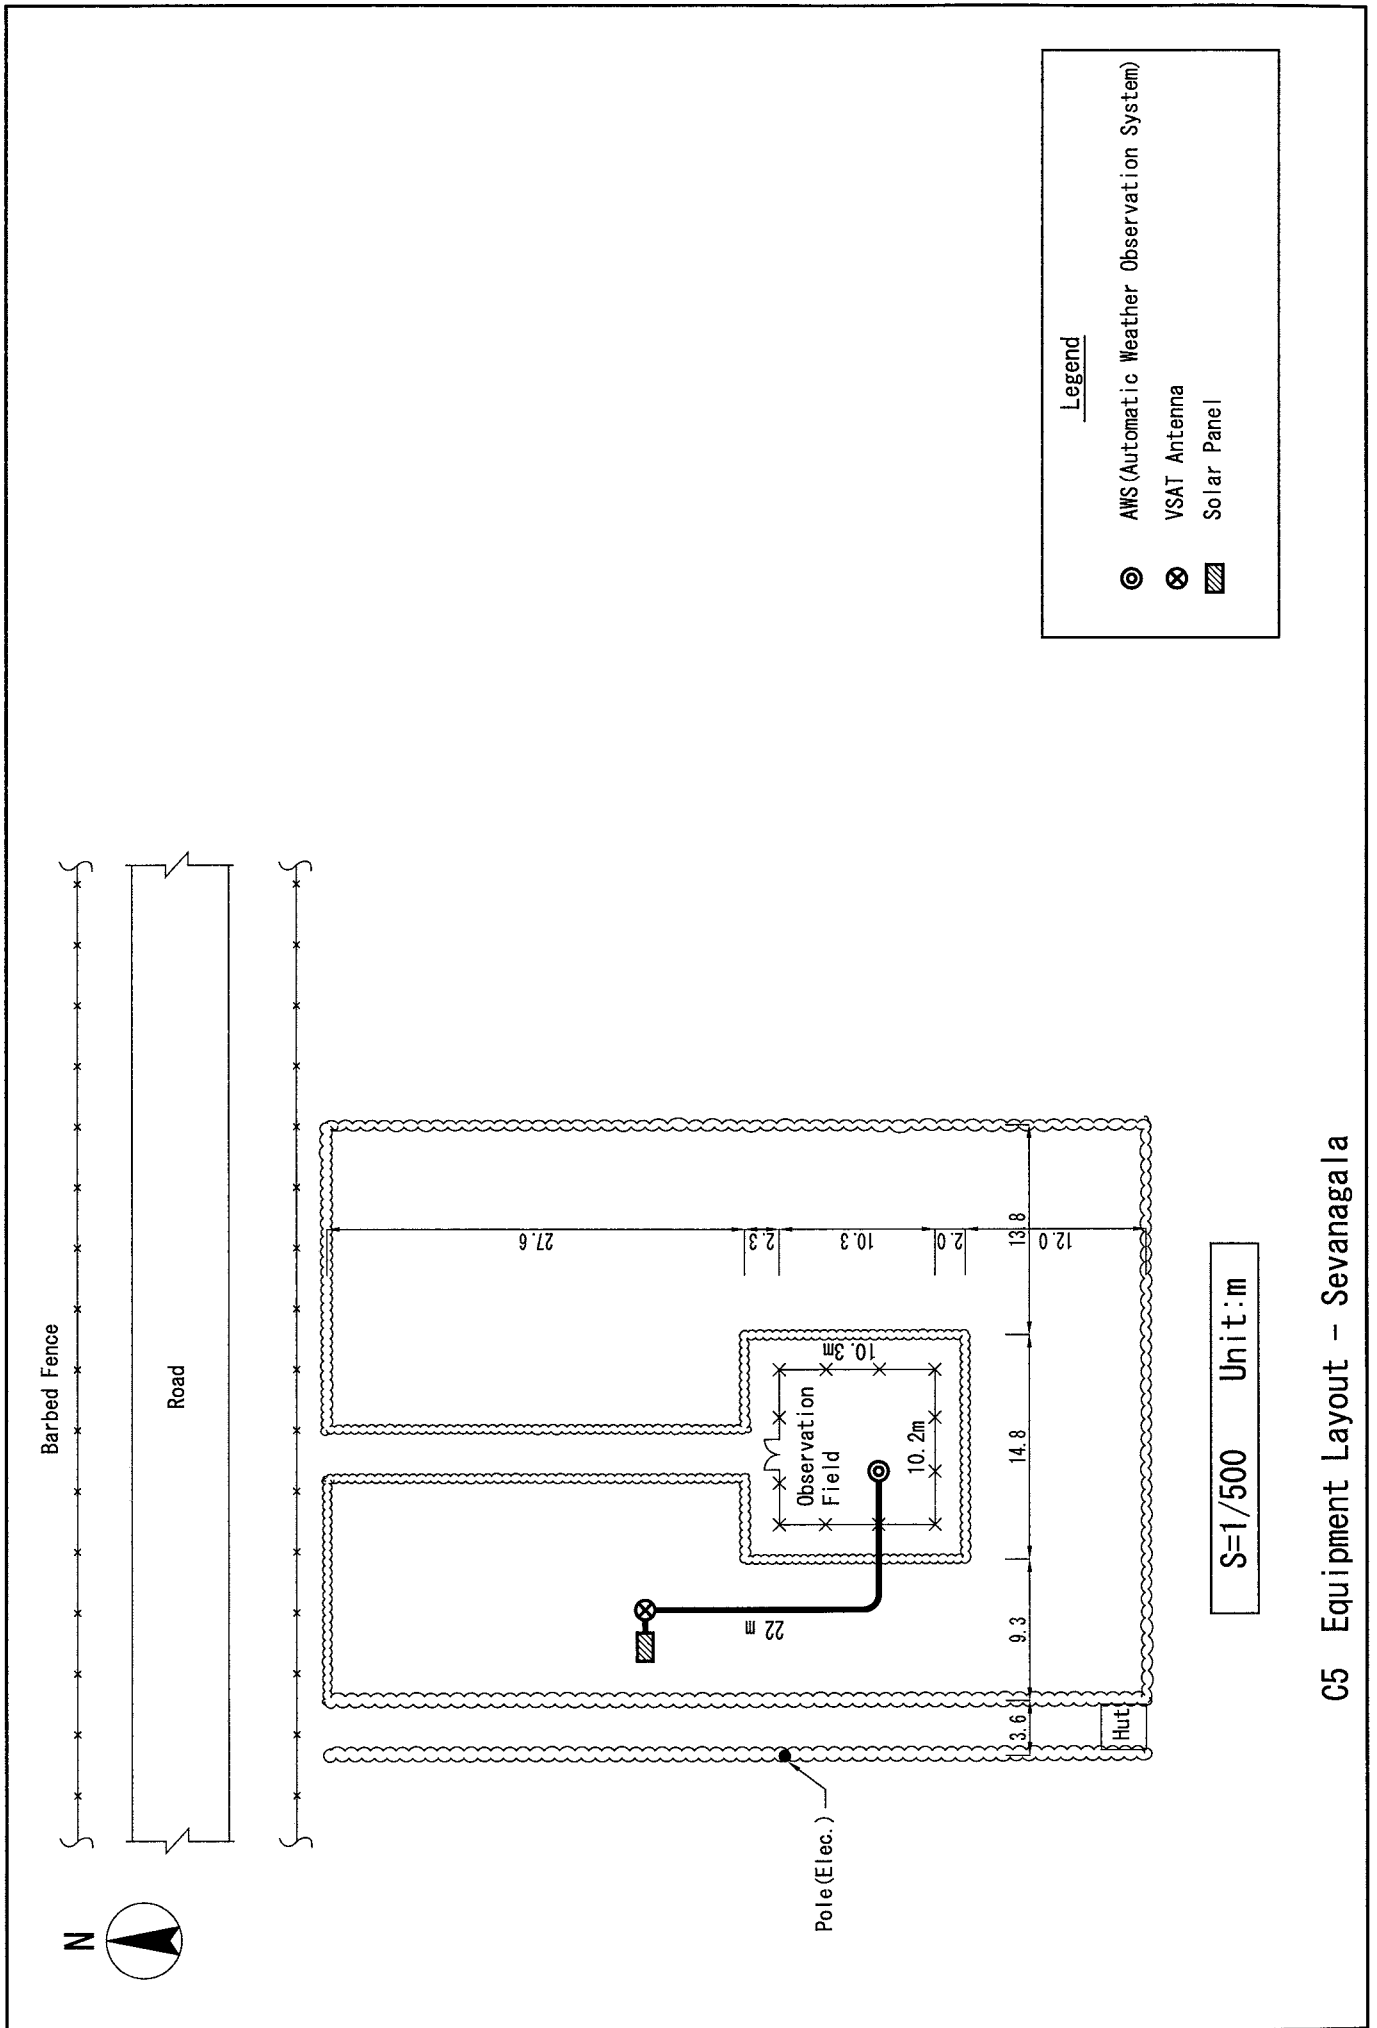 N
Barbed Fence
Road
27.6
2.3
10.3
2.0
12.0
Observation
Field
10.3m
10.2m
22 m
3.6
9.3
14.8
13.8
Pole(Elec.)
Hut
Legend
AWS(Automatic Weather Observation System)
VSAT Antenna
Solar Panel
S=1/500 Unit:m
C5 Equipment Layout - Sevanagala